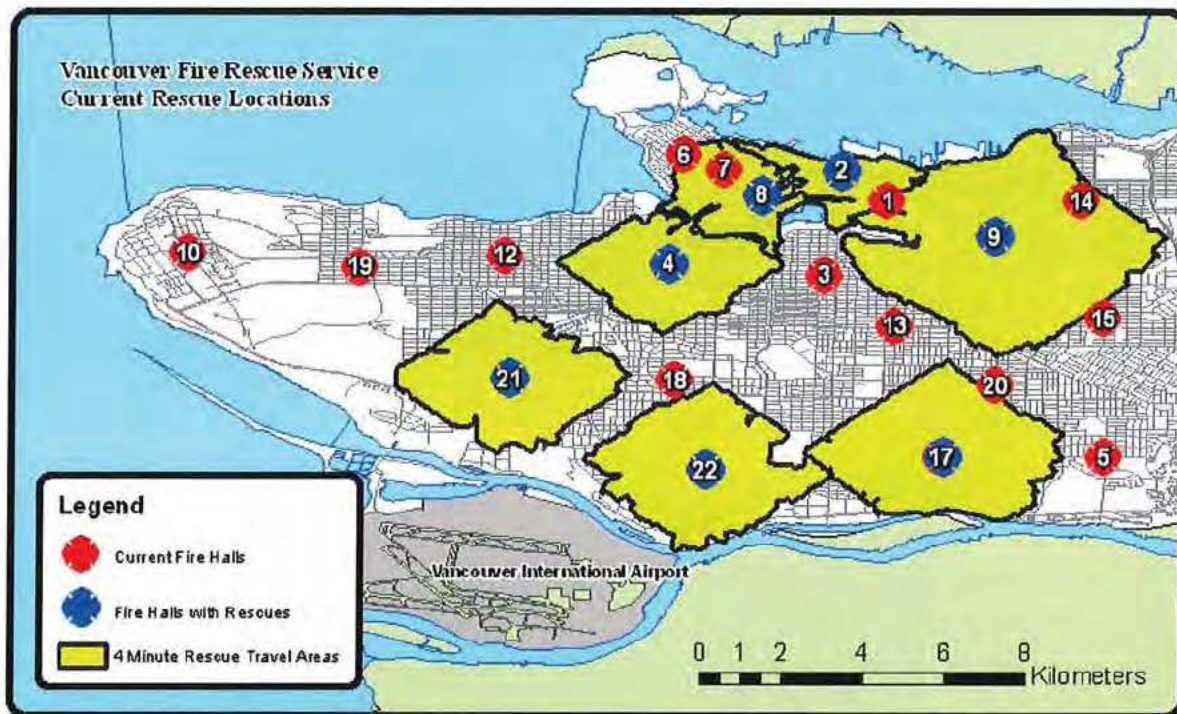 Vancouver Fire Rescue Service
Current Rescue Locations
6
7
2
8
1
14
9
10
19
12
4
3
13
15
21
18
20
22
17
5
Legend
Current Fire Halls
Fire Halls with Rescues
4 Minute Rescue Travel Areas
Vancouver International Airport
0 1 2 4 6 8
Kilometers